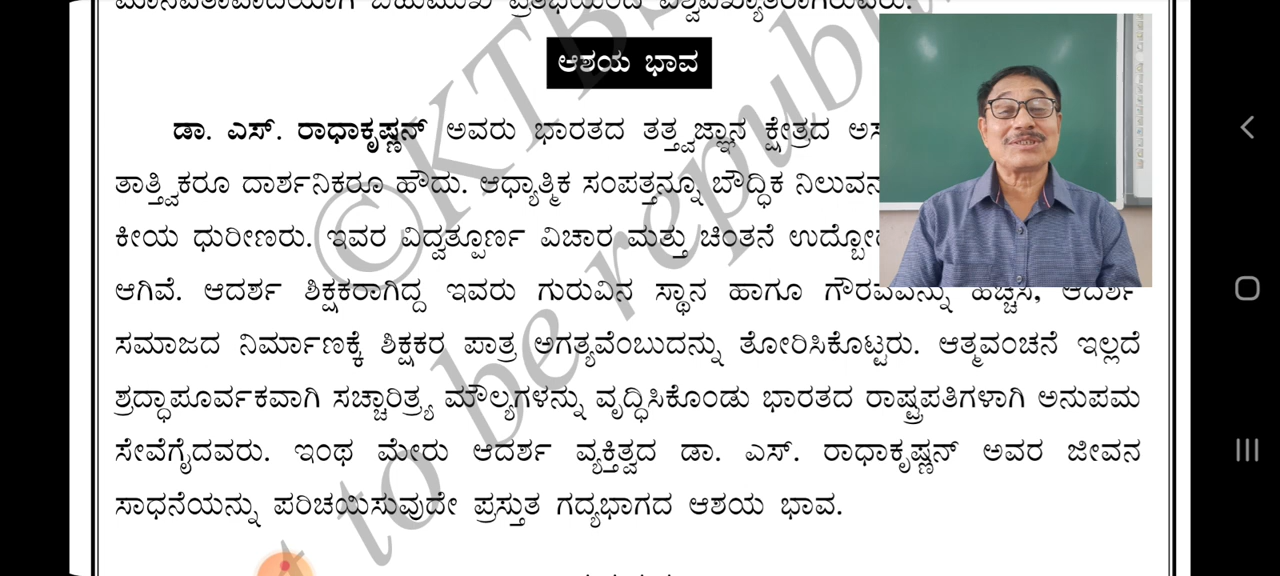 ಆಶಯ ಭಾವ
ಡಾ. ಎಸ್. ರಾಧಾಕೃಷ್ಣನ್ ಅವರು ಭಾರತದ ತತ್ತ್ವಜ್ಞಾನ ಕ್ಷೇತ್ರದ
ತಾತ್ತ್ವಿಕರೂ ದಾರ್ಶನಿಕರೂ ಹೌದು. ಆಧ್ಯಾತ್ಮಿಕ ಸಂಪತ್ತನ್ನೂ ಬೌದ್ಧಿಕ
ಕೀಯ ಧುರೀಣರು. ಇವರ ವಿದ್ವತ್ಪೂರ್ಣ ವಿಚಾರ ಮತ್ತು ಚಿಂತನೆ
ಆಗಿವೆ. ಆದರ್ಶ ಶಿಕ್ಷಕರಾಗಿದ್ದ ಇವರು ಗುರುವಿನ ಸ್ಥಾನ ಹಾಗೂ ಗೌರವವನ್ನು ಹೆಚ್ಚಿಸಿ, ಆದರ್ಶ
ಸಮಾಜದ ನಿರ್ಮಾಣಕ್ಕೆ ಶಿಕ್ಷಕರ ಪಾತ್ರ ಅಗತ್ಯವೆಂಬುದನ್ನು ತೋರಿಸಿಕೊಟ್ಟರು. ಆತ್ಮವಂಚನೆ ಇಲ್ಲದೆ
ಶ್ರದ್ಧಾಪೂರ್ವಕವಾಗಿ ಸಚ್ಚಾರಿತ್ರ್ಯ ಮೌಲ್ಯಗಳನ್ನು ವೃದ್ಧಿಸಿಕೊಂಡು ಭಾರತದ ರಾಷ್ಟ್ರಪತಿಗಳಾಗಿ ಅನುಪಮ
ಸೇವೆಗೈದವರು. ಇಂಥ ಮೇರು ಆದರ್ಶ ವ್ಯಕ್ತಿತ್ವದ ಡಾ. ಎಸ್. ರಾಧಾಕೃಷ್ಣನ್ ಅವರ ಜೀವನ
ಸಾಧನೆಯನ್ನು ಪರಿಚಯಿಸುವುದೇ ಪ್ರಸ್ತುತ ಗದ್ಯಭಾಗದ ಆಶಯ ಭಾವ.